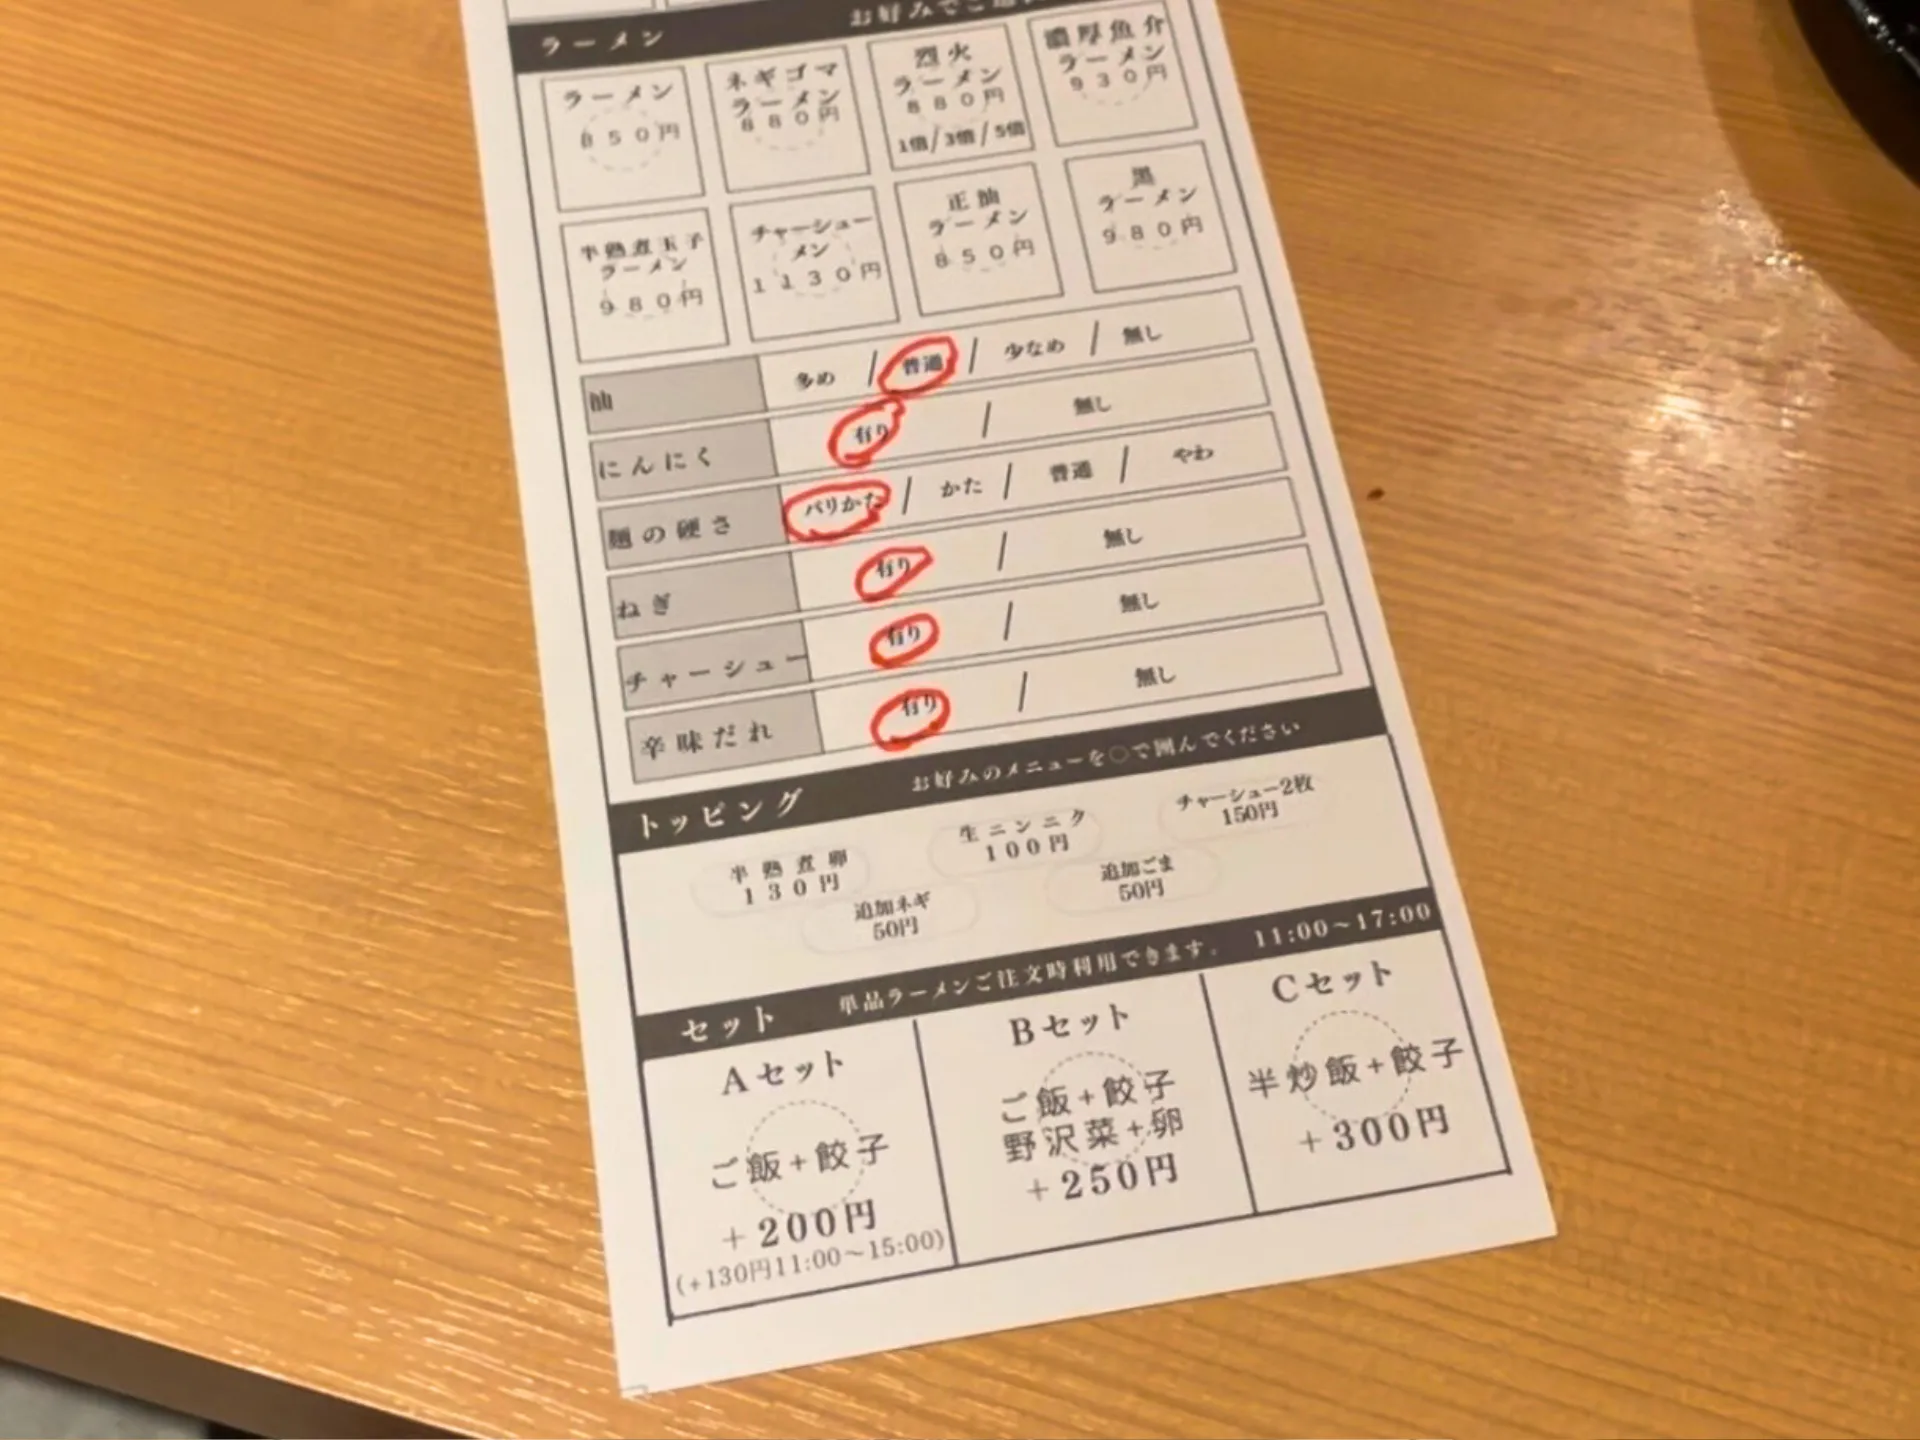 ラーメン お好みでご選
ラーメン
850円
ネギゴマ
ラーメン
880円
烈火
ラーメン
880円
1倍/3倍/5倍
濃厚魚介
ラーメン
930円
半熟煮玉子
ラーメン
980円
チャーシュー
メン
1130円
正油
ラーメン
850円
黒
ラーメン
980円
油 多め / 普通 / 少なめ / 無し
にんにく 有り / 無し
麺の硬さ バリかた / かた / 普通 / やわ
ねぎ 有り / 無し
チャーシュー 有り / 無し
辛味だれ 有り / 無し
トッピング お好みのメニューを○で囲んでください
半熟煮卵
130円
生ニンニク
100円
チャーシュー2枚
150円
追加ネギ
50円
追加ごま
50円
セット 単品ラーメンご注文時利用できます。 11:00~17:00
Aセット
ご飯+餃子
+200円
(+130円11:00~15:00)
Bセット
ご飯+餃子
野沢菜+卵
+250円
Cセット
半炒飯+餃子
+300円